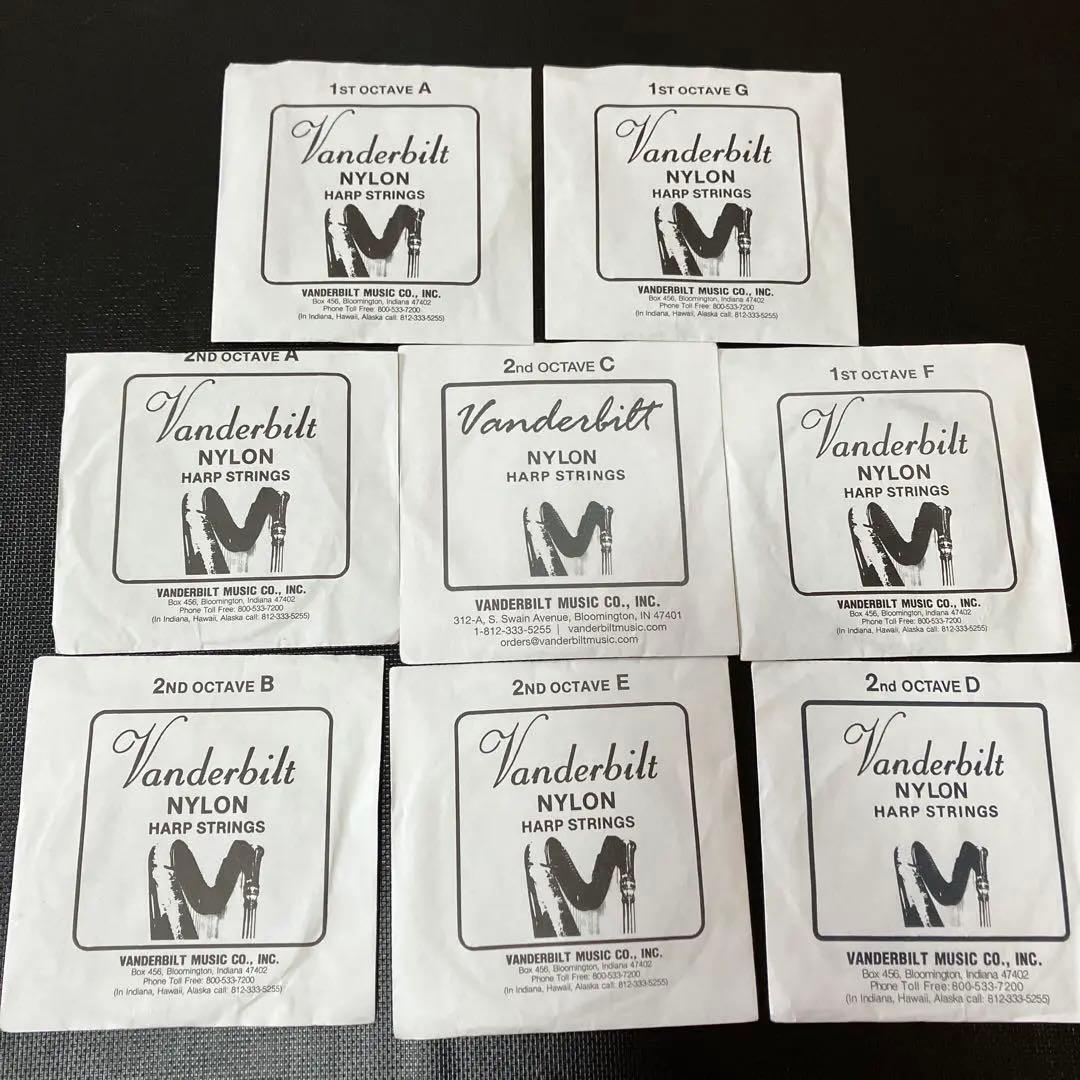 1ST OCTAVE A
Vanderbilt
NYLON
HARP STRINGS
VANDERBILT MUSIC CO., INC.
Box 456, Bloomington, Indiana 47402
Phone Toll Free: 800-533-7200
(In Indiana, Hawaii, Alaska call: 812-333-5255)
1ST OCTAVE G
Vanderbilt
NYLON
HARP STRINGS
VANDERBILT MUSIC CO., INC.
Box 456, Bloomington, Indiana 47402
Phone Toll Free: 800-533-7200
(In Indiana, Hawaii, Alaska call: 812-333-5255)
2ND OCTAVE A
Vanderbilt
NYLON
HARP STRINGS
VANDERBILT MUSIC CO., INC.
Box 456, Bloomington, Indiana 47402
Phone Toll Free: 800-533-7200
(In Indiana, Hawaii, Alaska call: 812-333-5255)
2nd OCTAVE C
Vanderbilt
NYLON
HARP STRINGS
VANDERBILT MUSIC CO., INC.
312-A, S. Swain Avenue, Bloomington, IN 47401
1-812-333-5255 | vanderbiltmusic.com
orders@vanderbiltmusic.com
1ST OCTAVE F
Vanderbilt
NYLON
HARP STRINGS
VANDERBILT MUSIC CO., INC.
Box 456, Bloomington, Indiana 47402
Phone Toll Free: 800-533-7200
(In Indiana, Hawaii, Alaska call: 812-333-5255)
2ND OCTAVE B
Vanderbilt
NYLON
HARP STRINGS
VANDERBILT MUSIC CO., INC.
Box 456, Bloomington, Indiana 47402
Phone Toll Free: 800-533-7200
(In Indiana, Hawaii, Alaska call: 812-333-5255)
2ND OCTAVE E
Vanderbilt
NYLON
HARP STRINGS
VANDERBILT MUSIC CO., INC.
Box 456, Bloomington, Indiana 47402
Phone Toll Free: 800-533-7200
(In Indiana, Hawaii, Alaska call: 812-333-5255)
2nd OCTAVE D
Vanderbilt
NYLON
HARP STRINGS
VANDERBILT MUSIC CO., INC.
Box 456, Bloomington, Indiana 47402
Phone Toll Free: 800-533-7200
(In Indiana, Hawaii, Alaska call: 812-333-5255)